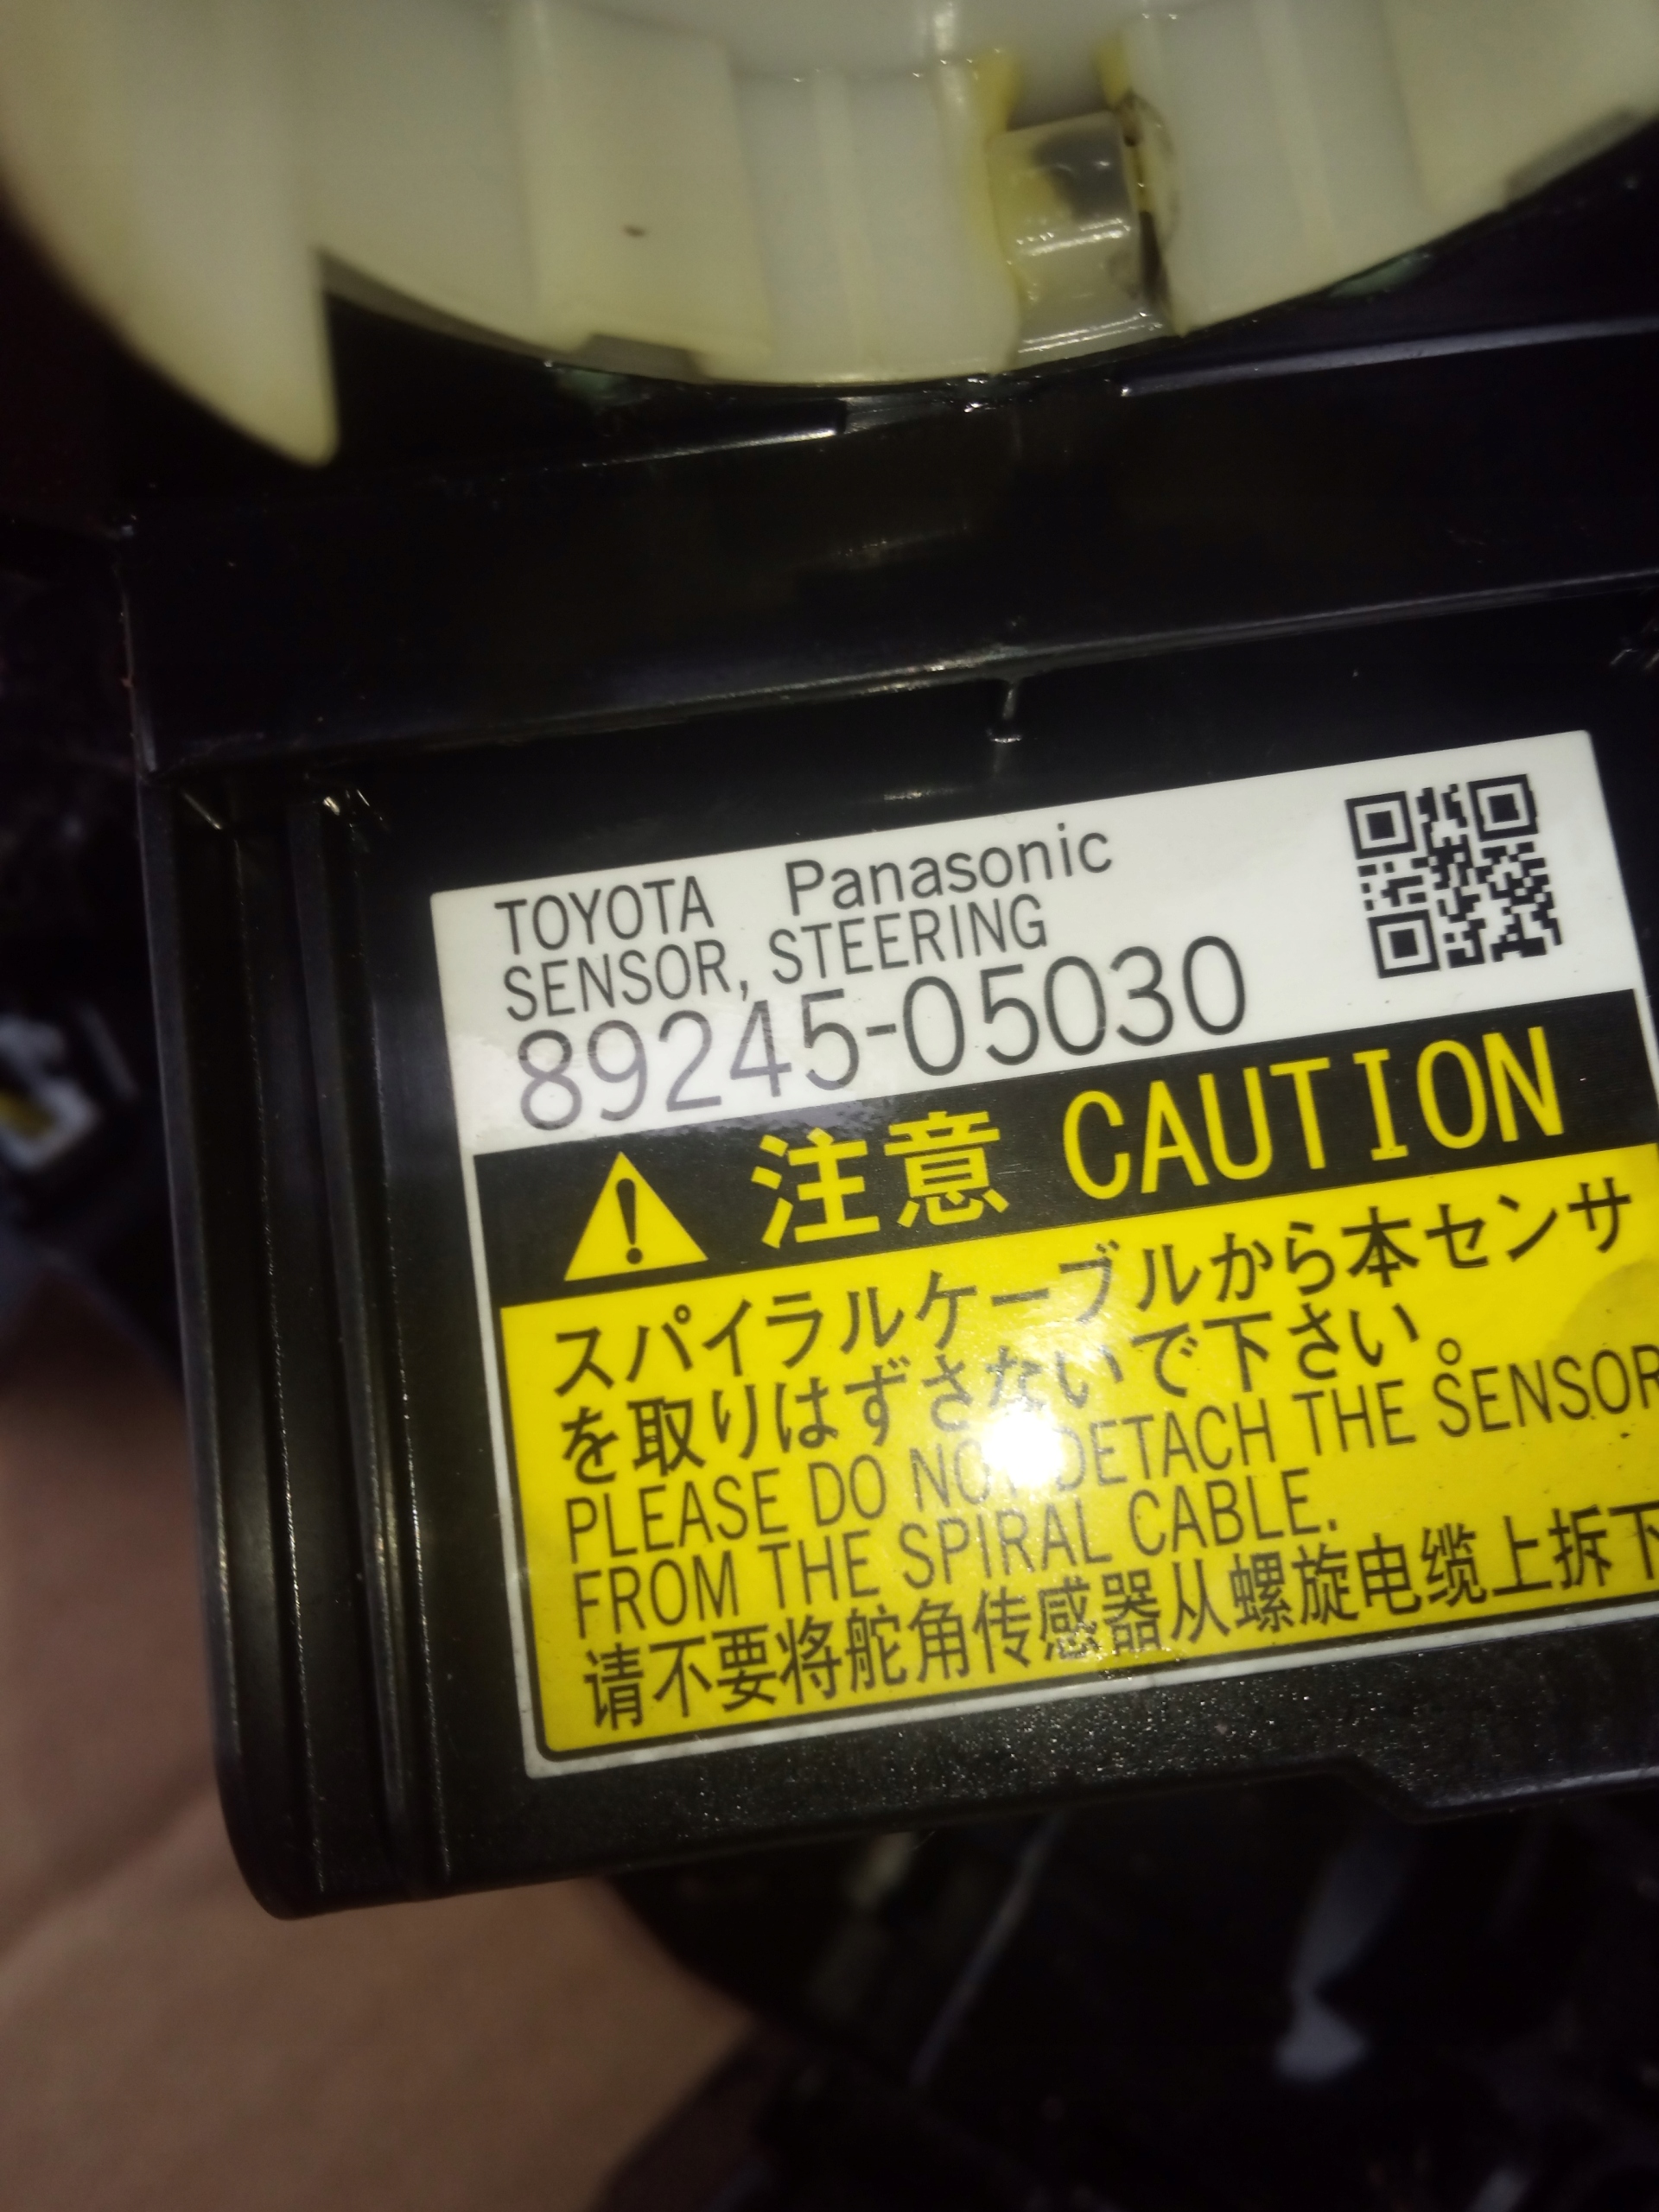 TOYOTA Panasonic
SENSOR, STEERING
89245-05030
注意 CAUTION
スパイラルケーブルから本センサ
を取りはずさないで下さい。
PLEASE DO NOT DETACH THE SENSOR
FROM THE SPIRAL CABLE.
请不要将舵角传感器从螺旋电缆上拆下